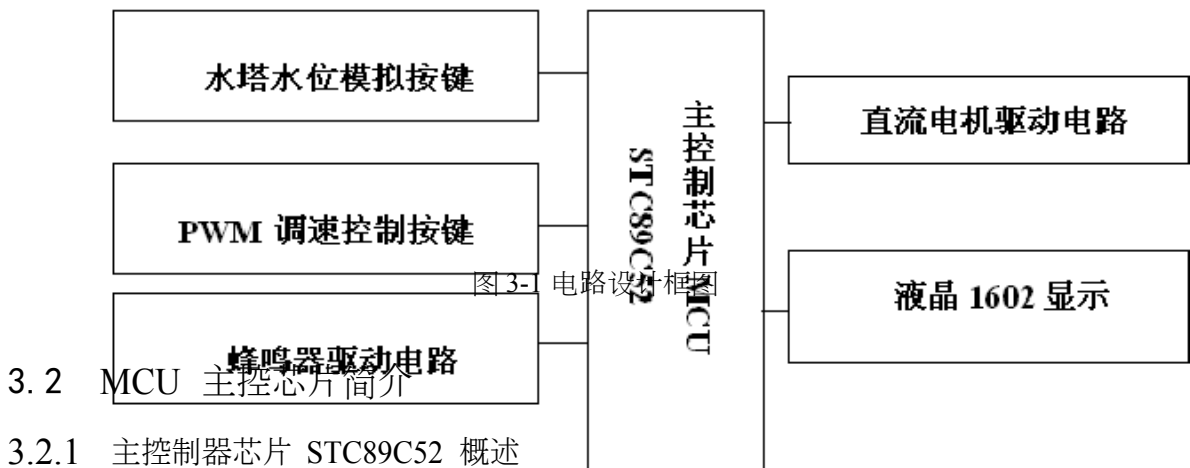 水塔水位模拟按键
PWM 调速控制按键
蜂鸣器驱动电路
主控制芯片 MCU
STC89C52
直流电机驱动电路
液晶 1602 显示
图 3-1 电路设计框图
3.2 MCU 主控芯片简介
3.2.1 主控制器芯片 STC89C52 概述